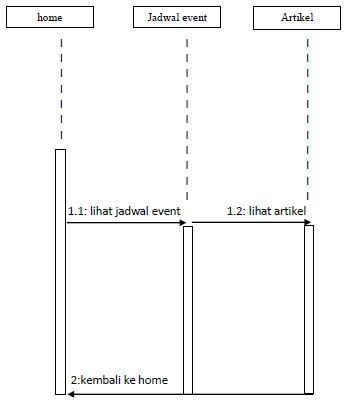 home
Jadwal event
Artikel
1.1: lihat jadwal event
1.2: lihat artikel
2:kembali ke home